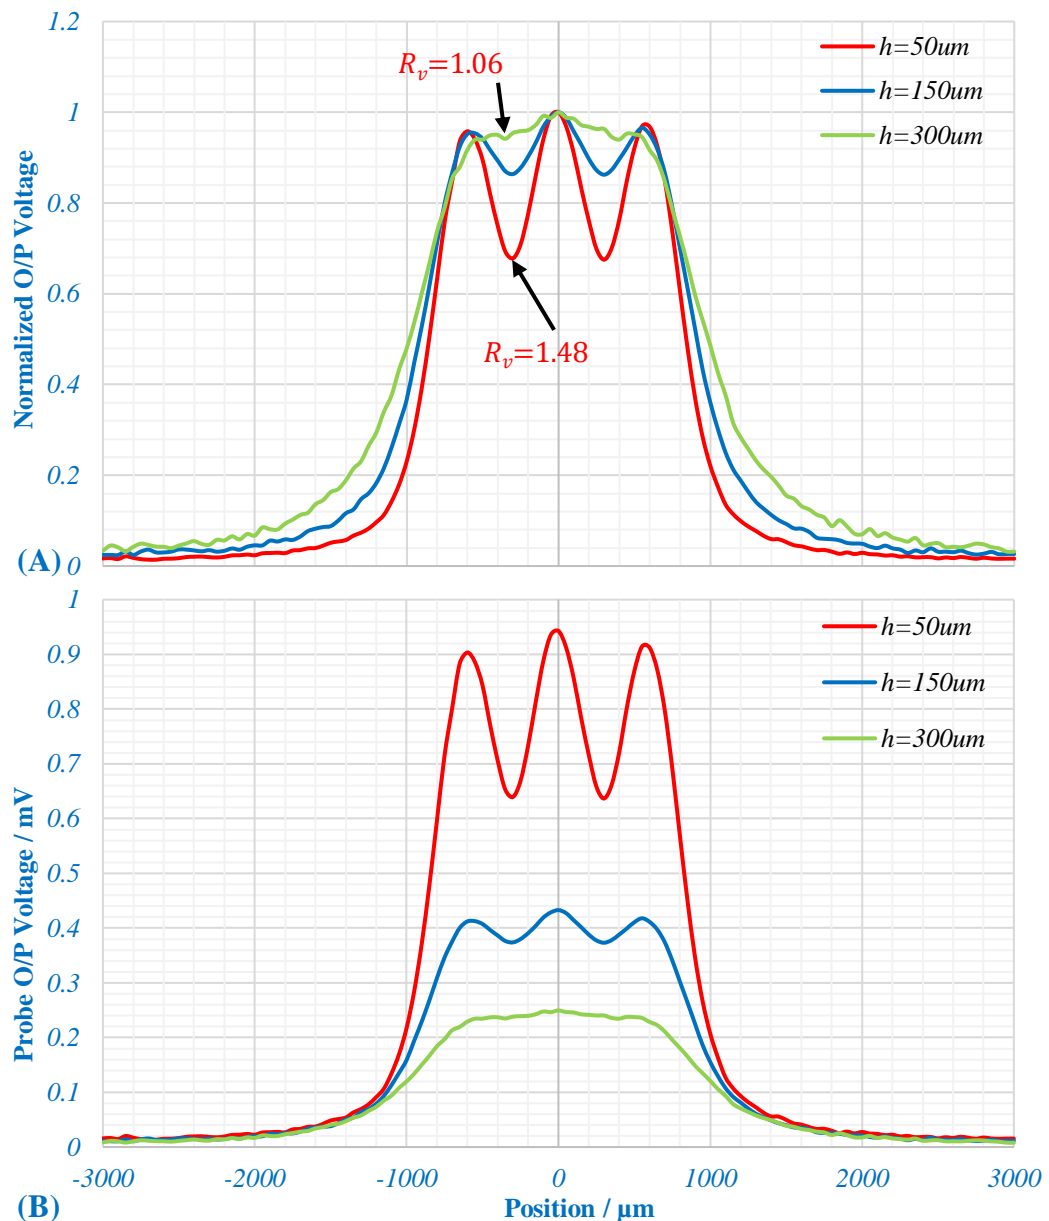 1.2
1
0.8
0.6
0.4
0.2
0
Normalized O/P Voltage
R_v=1.06
R_v=1.48
h=50um
h=150um
h=300um
(A)
1
0.9
0.8
0.7
0.6
0.5
0.4
0.3
0.2
0.1
0
Probe O/P Voltage / mV
h=50um
h=150um
h=300um
-3000 -2000 -1000 0 1000 2000 3000
(B)
Position / µm